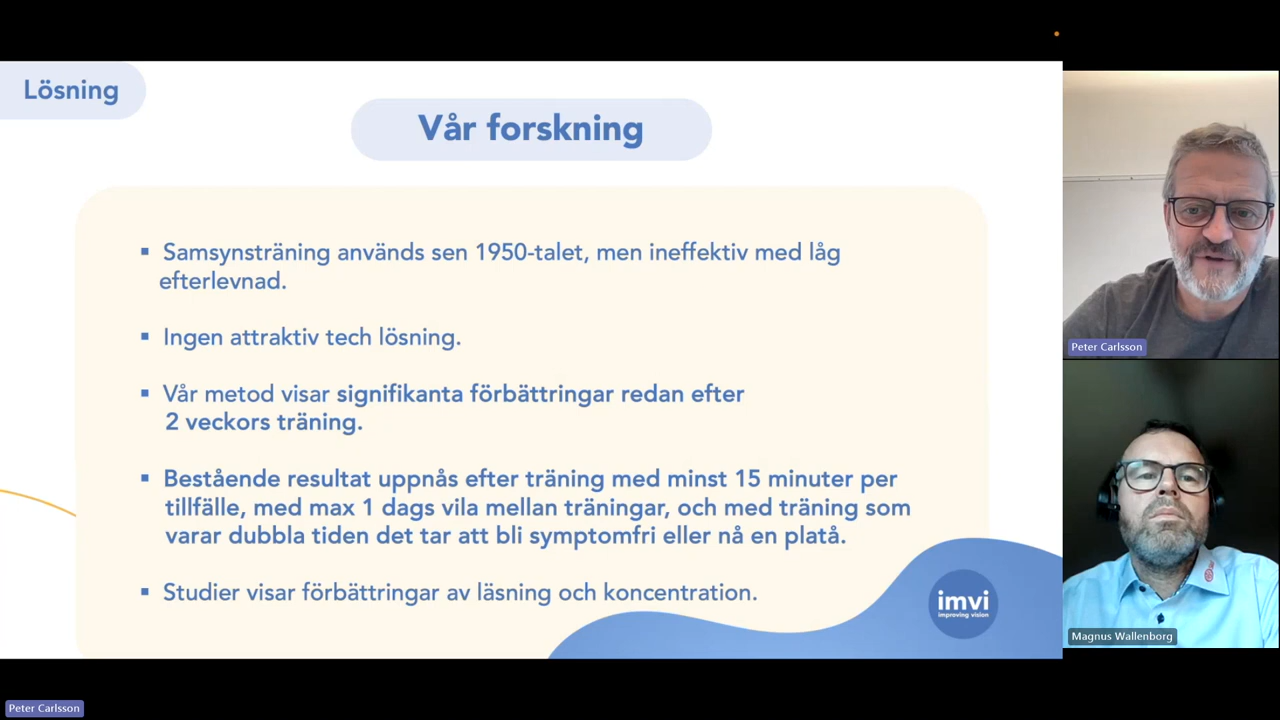 Lösning
Vår forskning
▪ Samsynsträning används sen 1950-talet, men ineffektiv med låg
efterlevnad.
▪ Ingen attraktiv tech lösning.
▪ Vår metod visar signifikanta förbättringar redan efter
2 veckors träning.
▪ Bestående resultat uppnås efter träning med minst 15 minuter per
tillfälle, med max 1 dags vila mellan träningar, och med träning som
varar dubbla tiden det tar att bli symptomfri eller nå en platå.
▪ Studier visar förbättringar av läsning och koncentration.
imvi
improving vision
Peter Carlsson
Magnus Wallenborg
Peter Carlsson